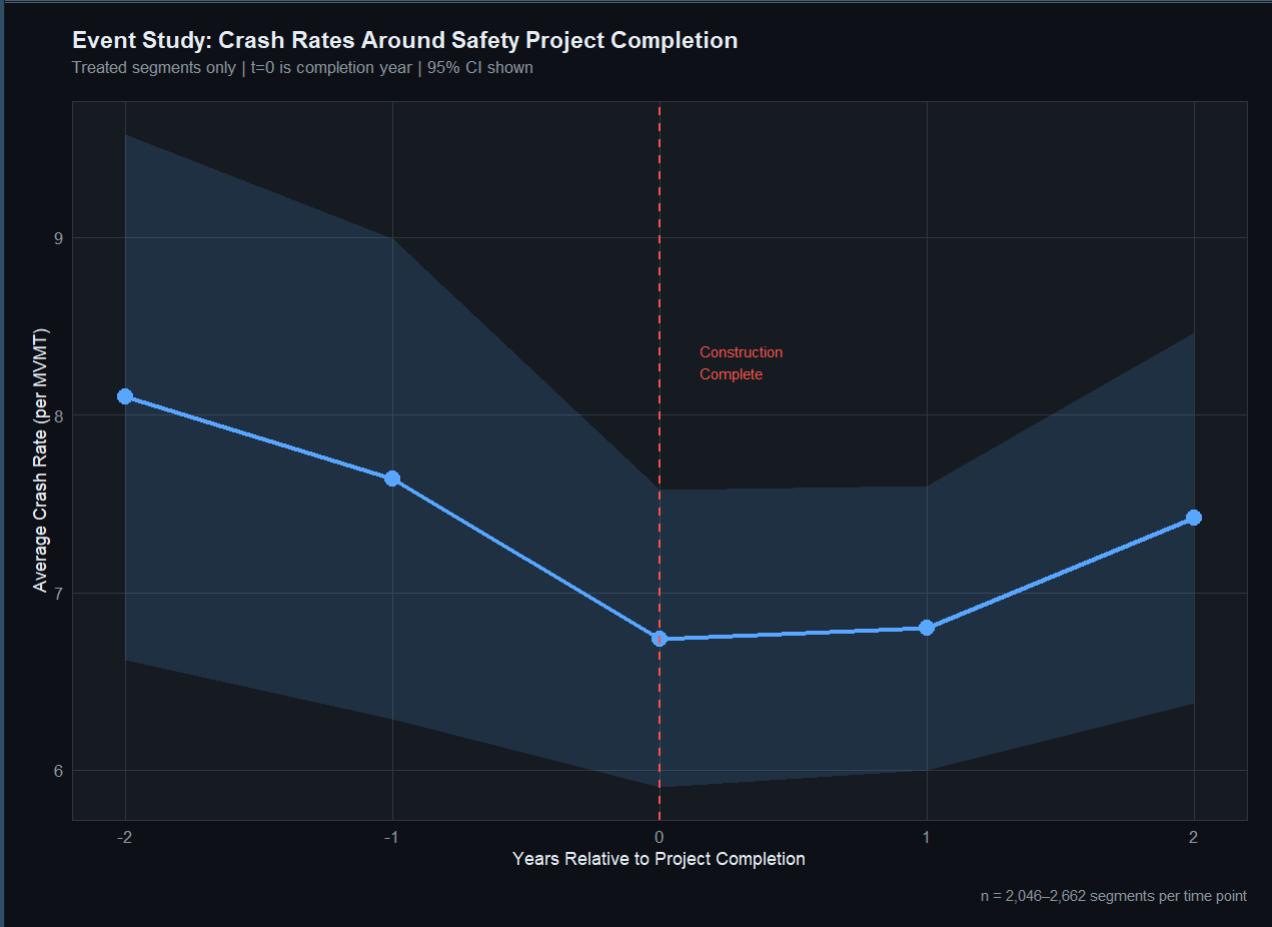 Event Study: Crash Rates Around Safety Project Completion
Treated segments only | t=0 is completion year | 95% CI shown
Average Crash Rate (per MVMT)
9
8
7
6
Construction
Complete
-2
-1
0
1
2
Years Relative to Project Completion
n = 2,046–2,662 segments per time point